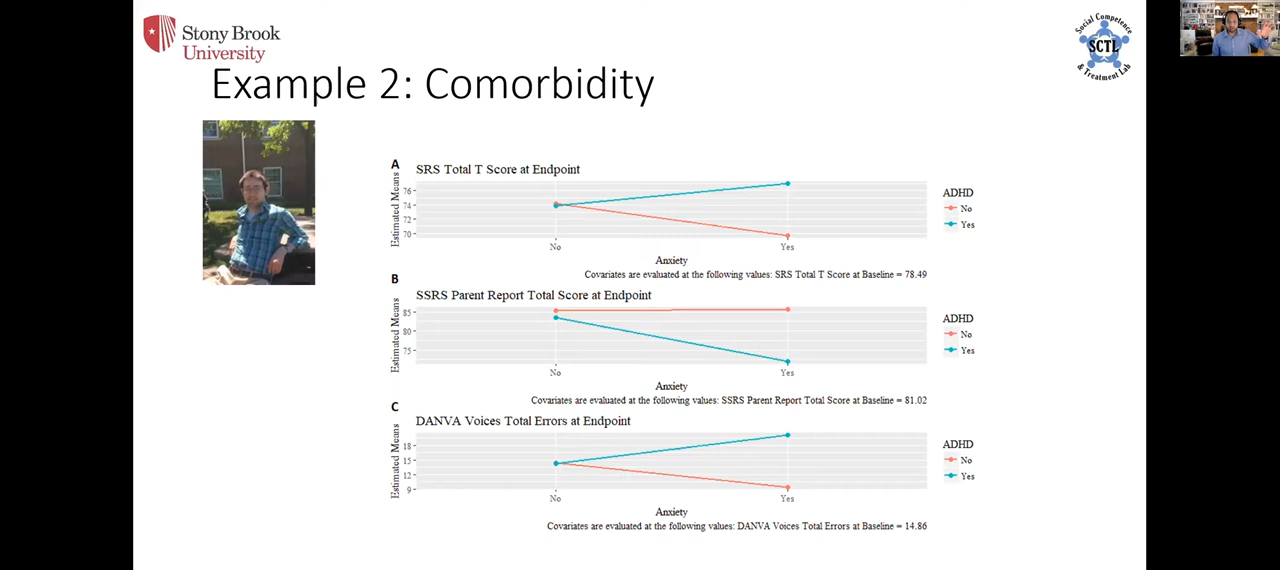 Stony Brook
University
Social Competence
SCTL
& Treatment Lab
Example 2: Comorbidity
A
SRS Total T Score at Endpoint
Estimated Means
76
74
72
70
No
Yes
Anxiety
ADHD
No
Yes
Covariates are evaluated at the following values: SRS Total T Score at Baseline = 78.49
B
SSRS Parent Report Total Score at Endpoint
Estimated Means
85
80
75
No
Yes
Anxiety
ADHD
No
Yes
Covariates are evaluated at the following values: SSRS Parent Report Total Score at Baseline = 81.02
C
DANVA Voices Total Errors at Endpoint
Estimated Means
18
15
12
9
No
Yes
Anxiety
ADHD
No
Yes
Covariates are evaluated at the following values: DANVA Voices Total Errors at Baseline = 14.86